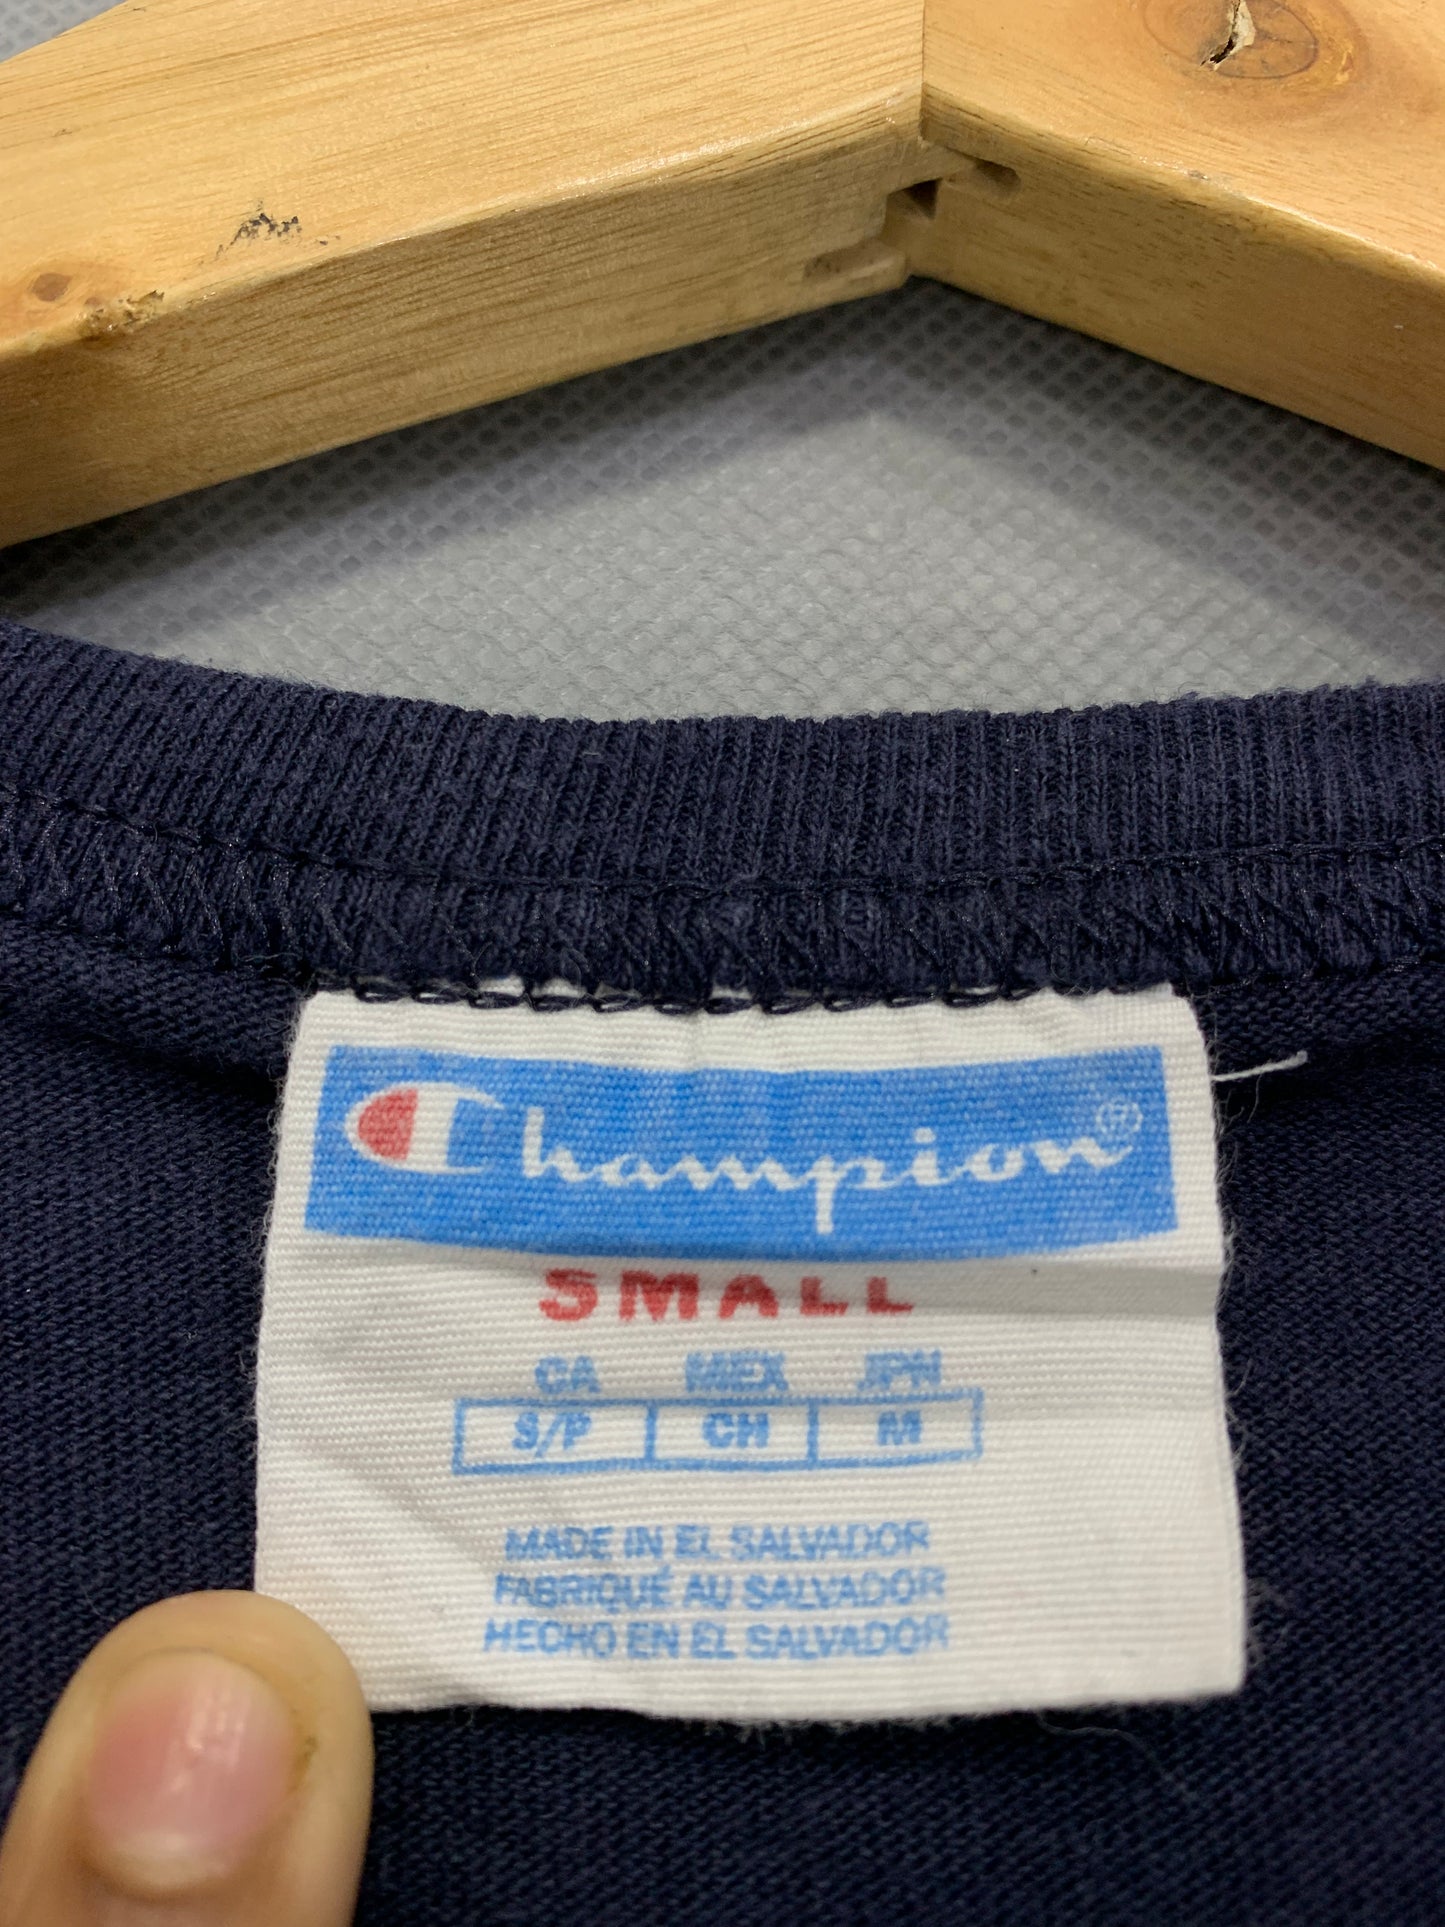 Champion®
SMALL
CA MEX JPN
S/P CH M
MADE IN EL SALVADOR
FABRIQUÉ AU SALVADOR
HECHO EN EL SALVADOR